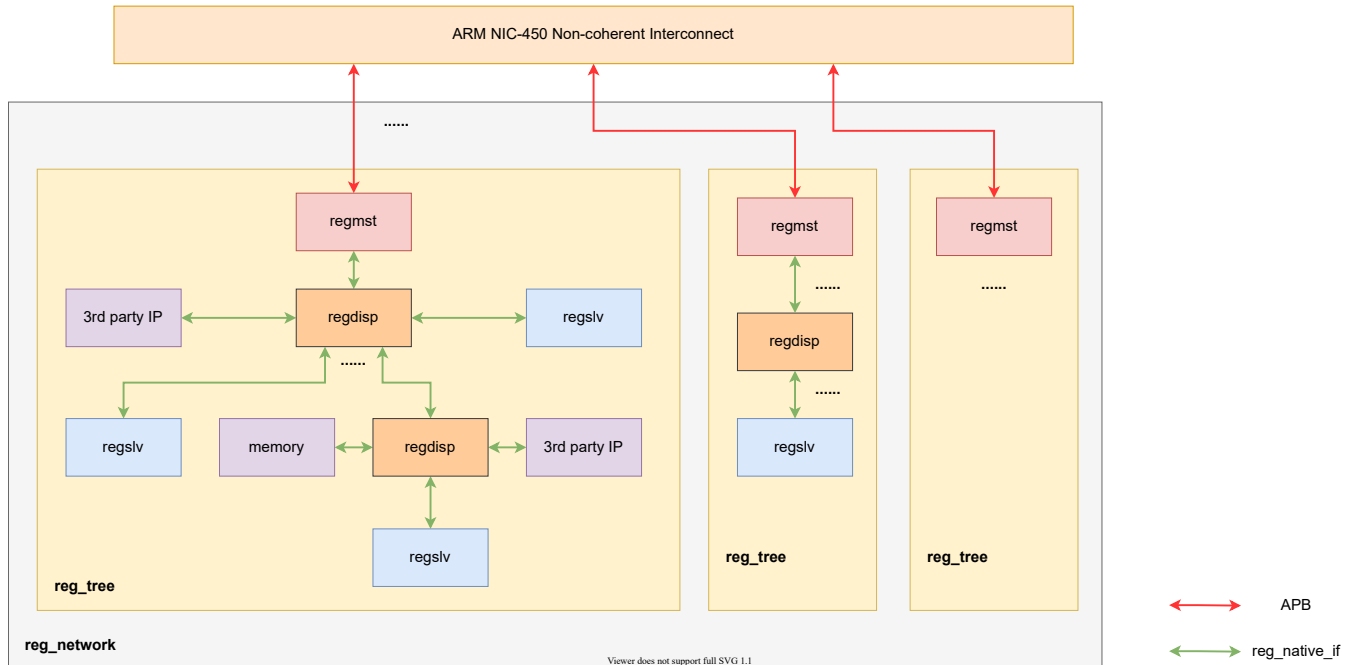 ARM NIC-450 Non-coherent Interconnect
......
regmst
regmst
regmst
......
......
3rd party IP
regdisp
regslv
regdisp
......
......
regslv
memory
regdisp
3rd party IP
regslv
regslv
reg_tree
reg_tree
reg_tree
APB
reg_network
reg_native_if
Viewer does not support full SVG 1.1